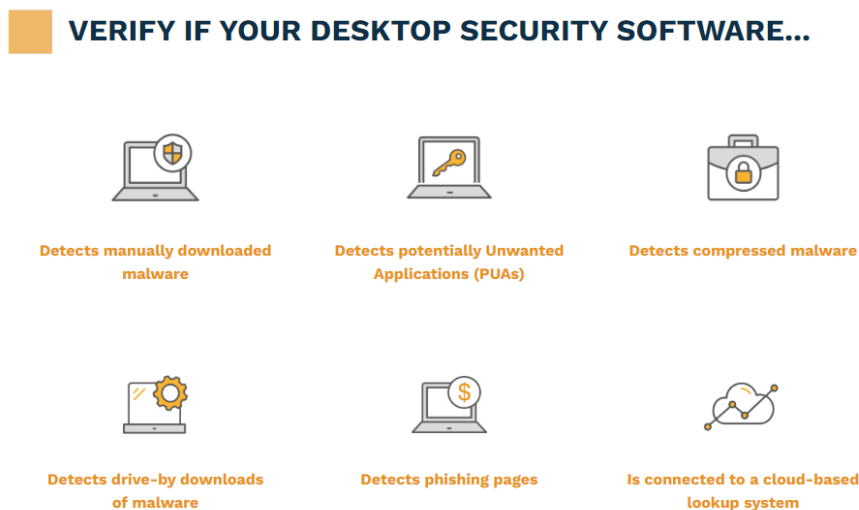 VERIFY IF YOUR DESKTOP SECURITY SOFTWARE...
Detects manually downloaded
malware
Detects potentially Unwanted
Applications (PUAs)
Detects compressed malware
Detects drive-by downloads
of malware
Detects phishing pages
Is connected to a cloud-based
lookup system